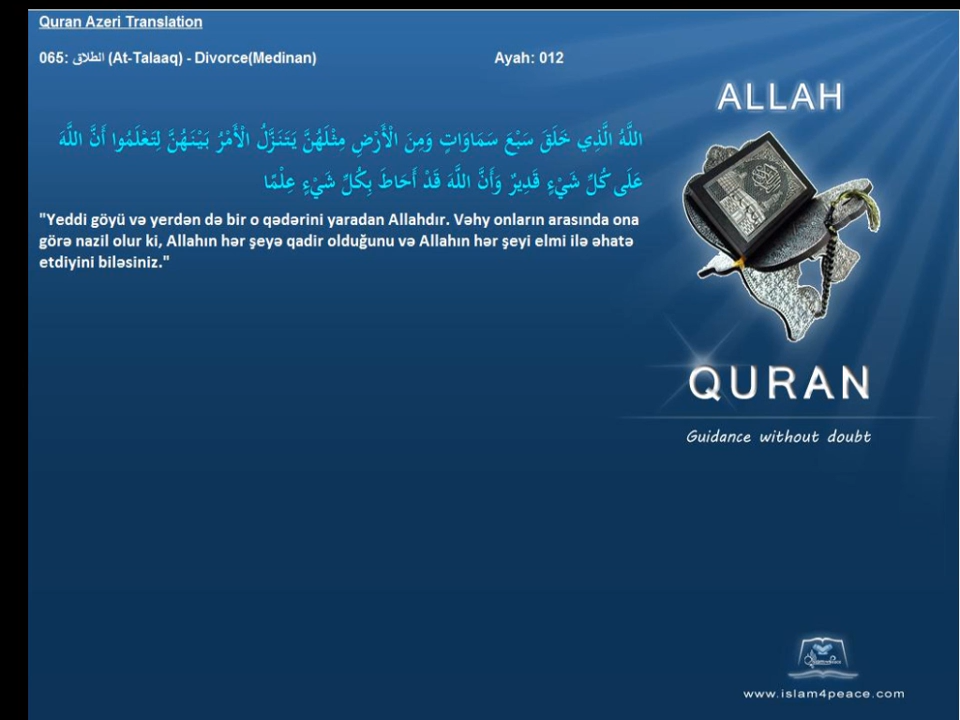 Quran Azeri Translation
065: الطلاق (At-Talaaq) - Divorce(Medinan) Ayah: 012
اللَّهُ الَّذِي خَلَقَ سَبْعَ سَمَاوَاتٍ وَمِنَ الْأَرْضِ مِثْلَهُنَّ يَتَنَزَّلُ الْأَمْرُ بَيْنَهُنَّ لِتَعْلَمُوا أَنَّ اللَّهَ
عَلَى كُلِّ شَيْءٍ قَدِيرٌ وَأَنَّ اللَّهَ قَدْ أَحَاطَ بِكُلِّ شَيْءٍ عِلْمًا
"Yeddi göyü və yerdən də bir o qədərini yaradan Allahdır. Vəhy onların arasında ona
görə nazil olur ki, Allahın hər şeyə qadir olduğunu və Allahın hər şeyi elmi ilə əhatə
etdiyini biləsiniz."
ALLAH
QURAN
Guidance without doubt
www.islam4peace.com